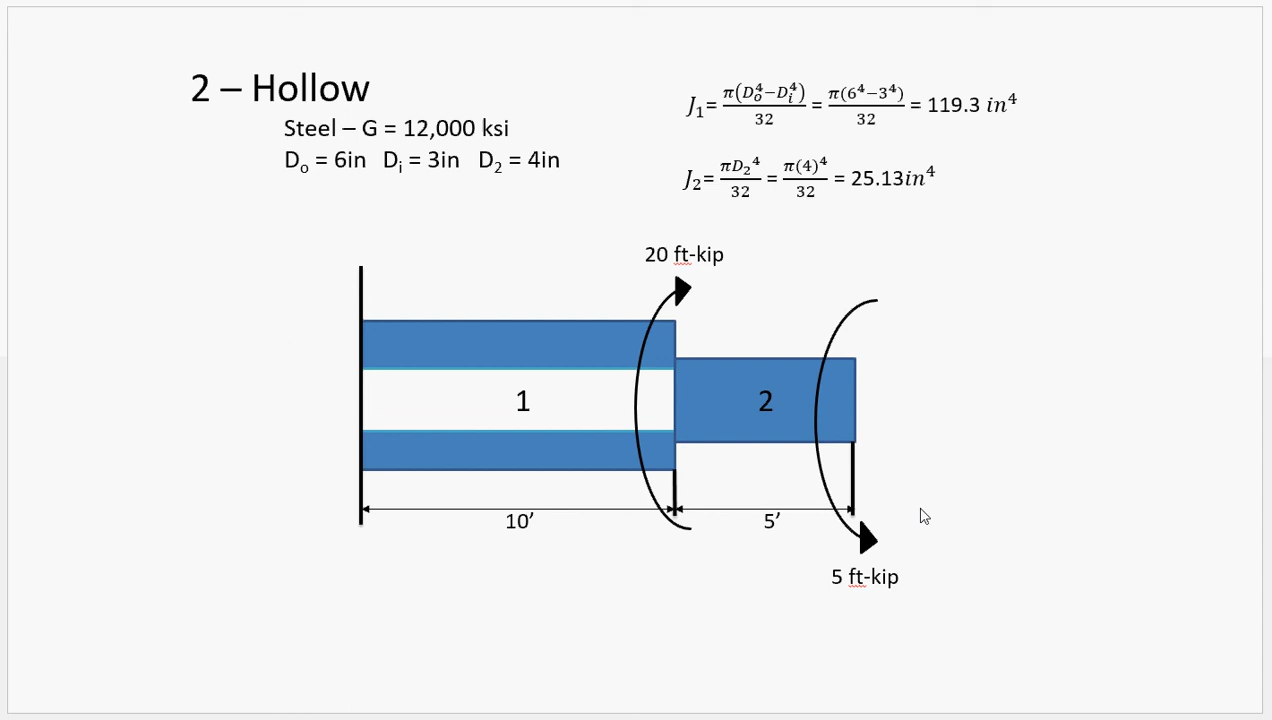 2 – Hollow
Steel – G = 12,000 ksi
Dₒ = 6in Dᵢ = 3in D₂ = 4in
J₁= π(Dₒ⁴−Dᵢ⁴)/32 = π(6⁴−3⁴)/32 = 119.3 in⁴
J₂= πD₂⁴/32 = π(4)⁴/32 = 25.13in⁴
20 ft-kip
1
2
10’
5’
5 ft-kip